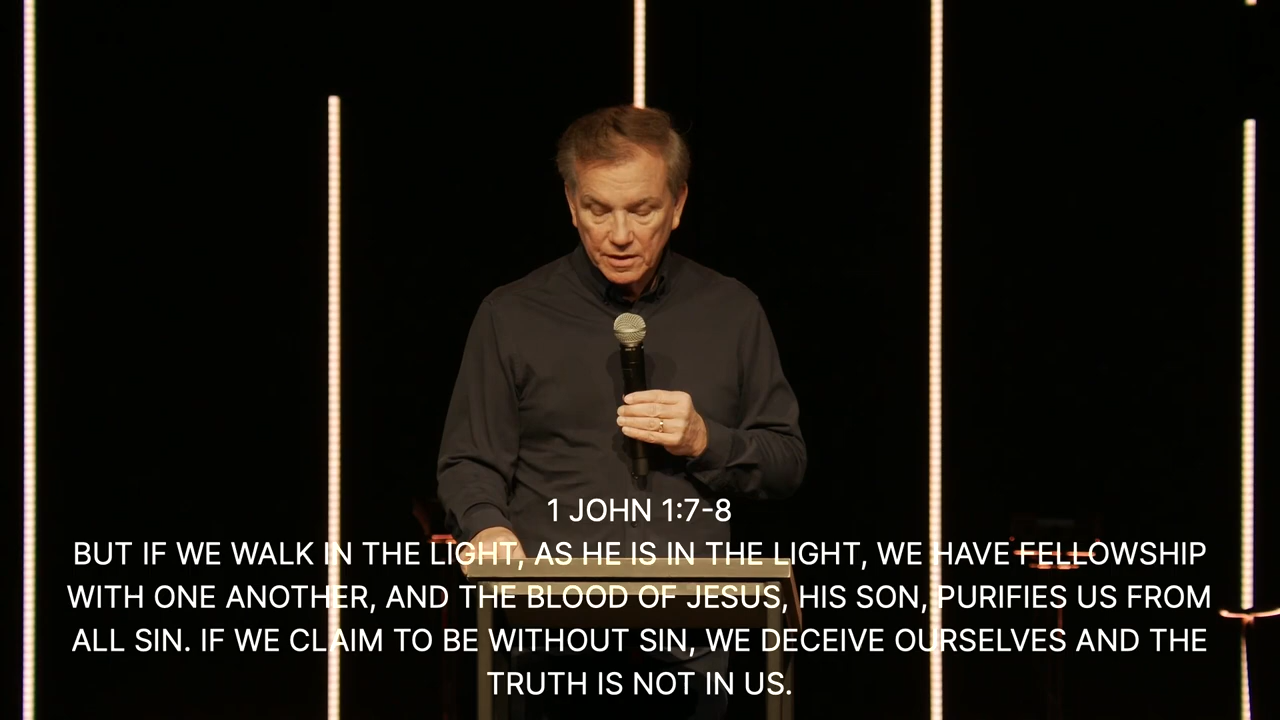 1 JOHN 1:7-8
BUT IF WE WALK IN THE LIGHT, AS HE IS IN THE LIGHT, WE HAVE FELLOWSHIP
WITH ONE ANOTHER, AND THE BLOOD OF JESUS, HIS SON, PURIFIES US FROM
ALL SIN. IF WE CLAIM TO BE WITHOUT SIN, WE DECEIVE OURSELVES AND THE
TRUTH IS NOT IN US.